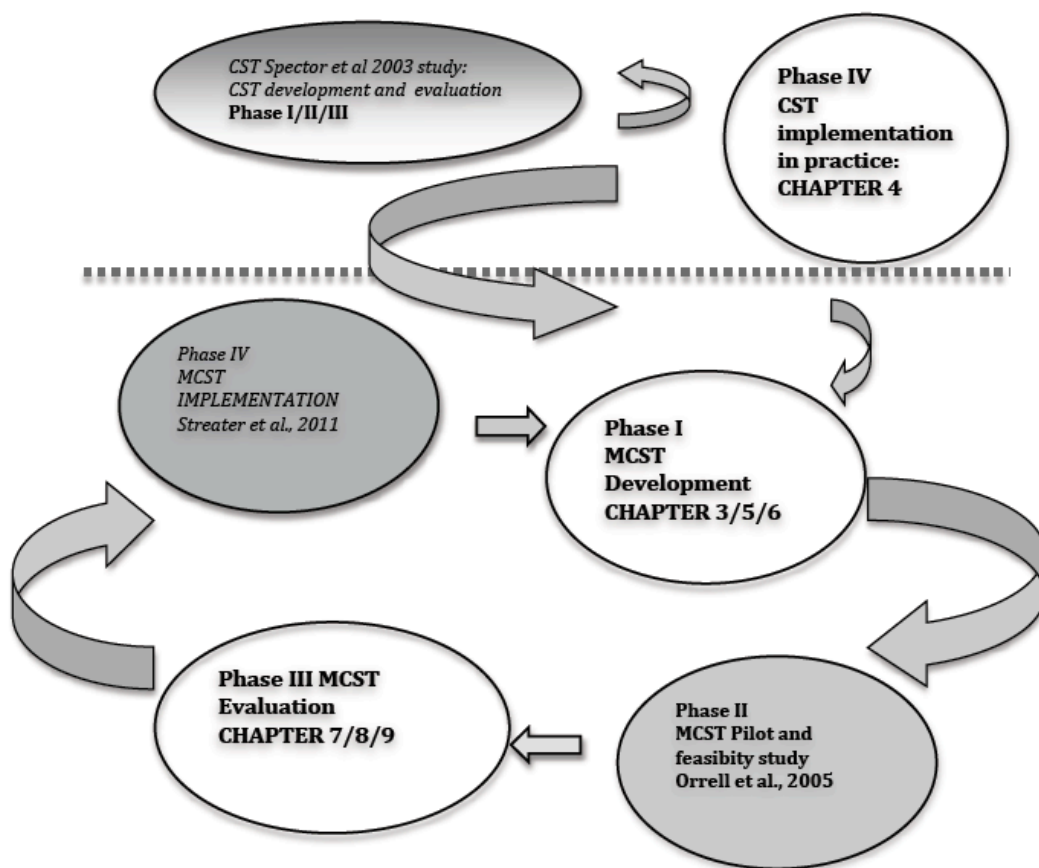 CST Spector et al 2003 study:
CST development and evaluation
Phase I/II/III
Phase IV
CST
implementation
in practice:
CHAPTER 4
Phase IV
MCST
IMPLEMENTATION
Streater et al., 2011
Phase I
MCST
Development
CHAPTER 3/5/6
Phase III MCST
Evaluation
CHAPTER 7/8/9
Phase II
MCST Pilot and
feasibity study
Orrell et al., 2005